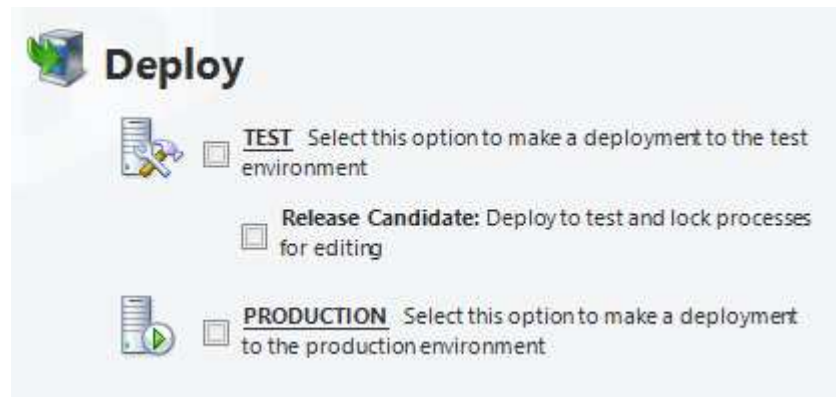 Deploy
TEST Select this option to make a deployment to the test
environment
Release Candidate: Deploy to test and lock processes
for editing
PRODUCTION Select this option to make a deployment
to the production environment